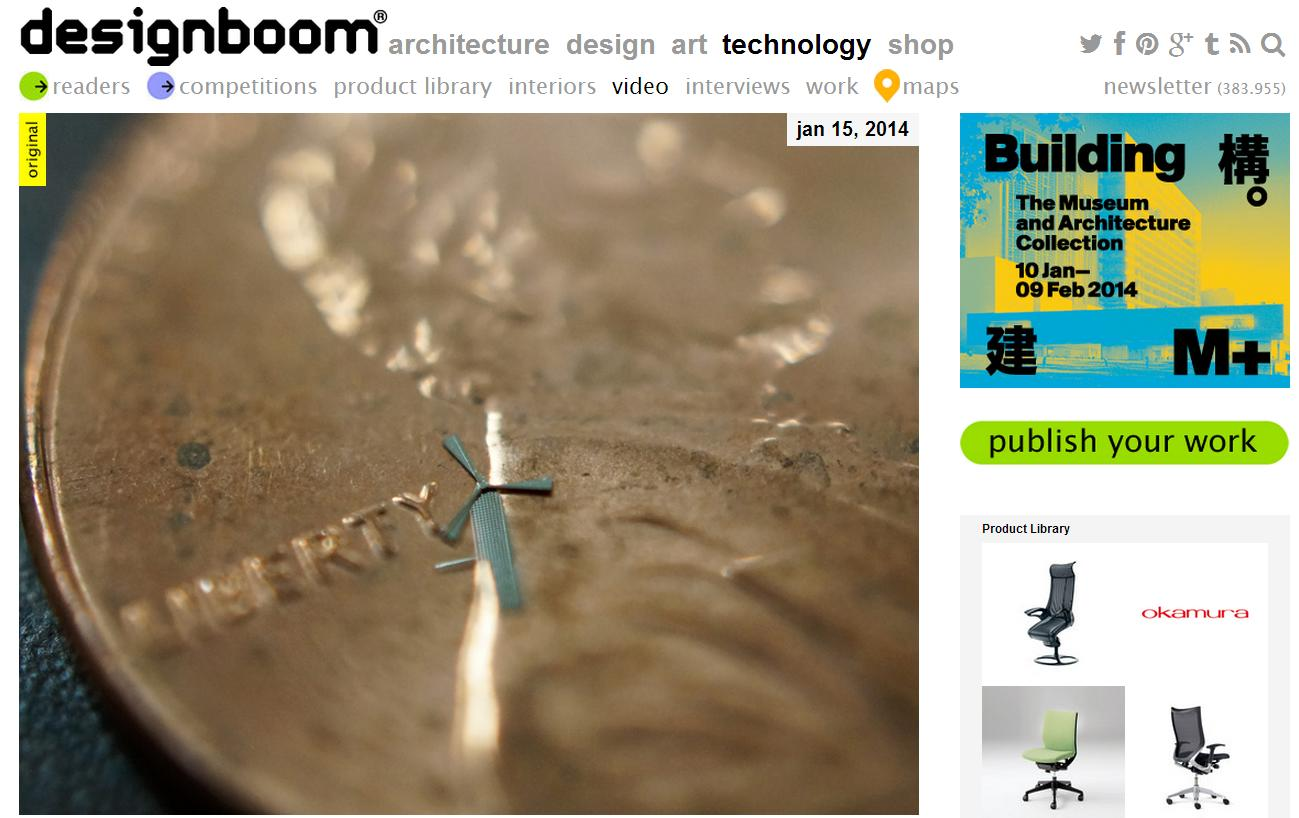 designboom®
architecture design art technology shop
readers competitions product library interiors video interviews work maps
newsletter (383.955)
original
jan 15, 2014
LIBERTY
Building 構。
The Museum
and Architecture
Collection
10 Jan—
09 Feb 2014
建 M+
publish your work
Product Library
okamura